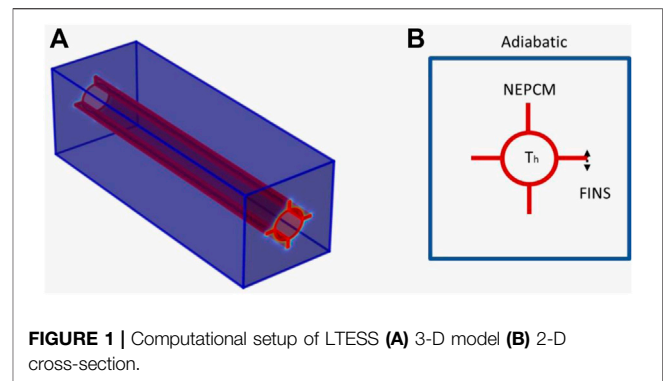 A
B
Adiabatic
NEPCM
Th
FINS
FIGURE 1 | Computational setup of LTESS (A) 3-D model (B) 2-D
cross-section.